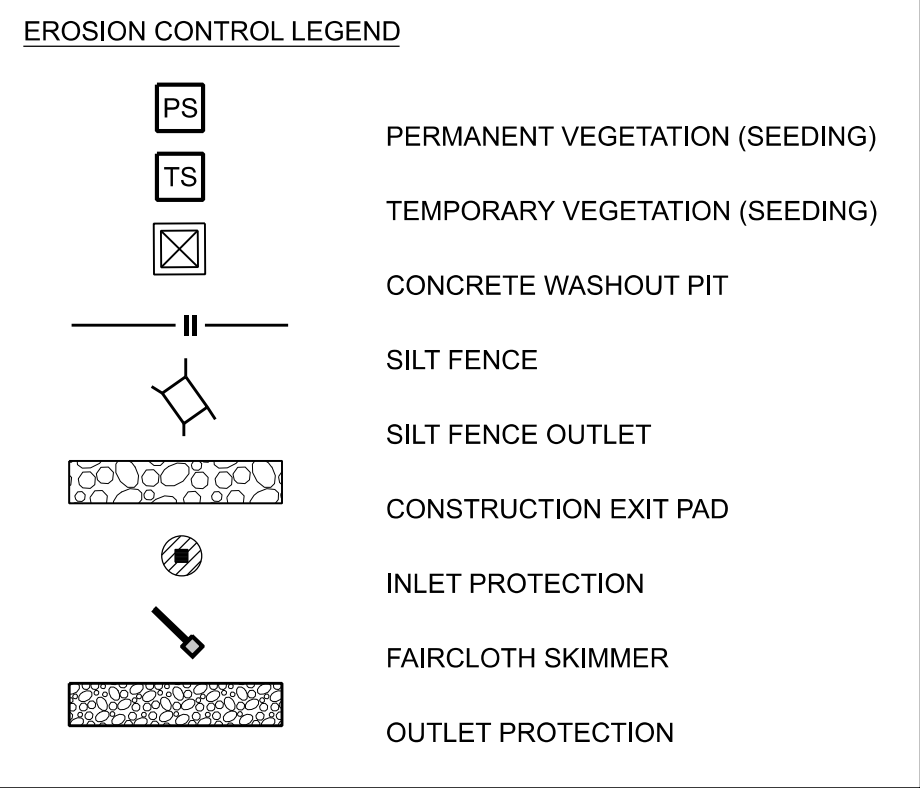 EROSION CONTROL LEGEND
PS
PERMANENT VEGETATION (SEEDING)
TS
TEMPORARY VEGETATION (SEEDING)
CONCRETE WASHOUT PIT
SILT FENCE
SILT FENCE OUTLET
CONSTRUCTION EXIT PAD
INLET PROTECTION
FAIRCLOTH SKIMMER
OUTLET PROTECTION